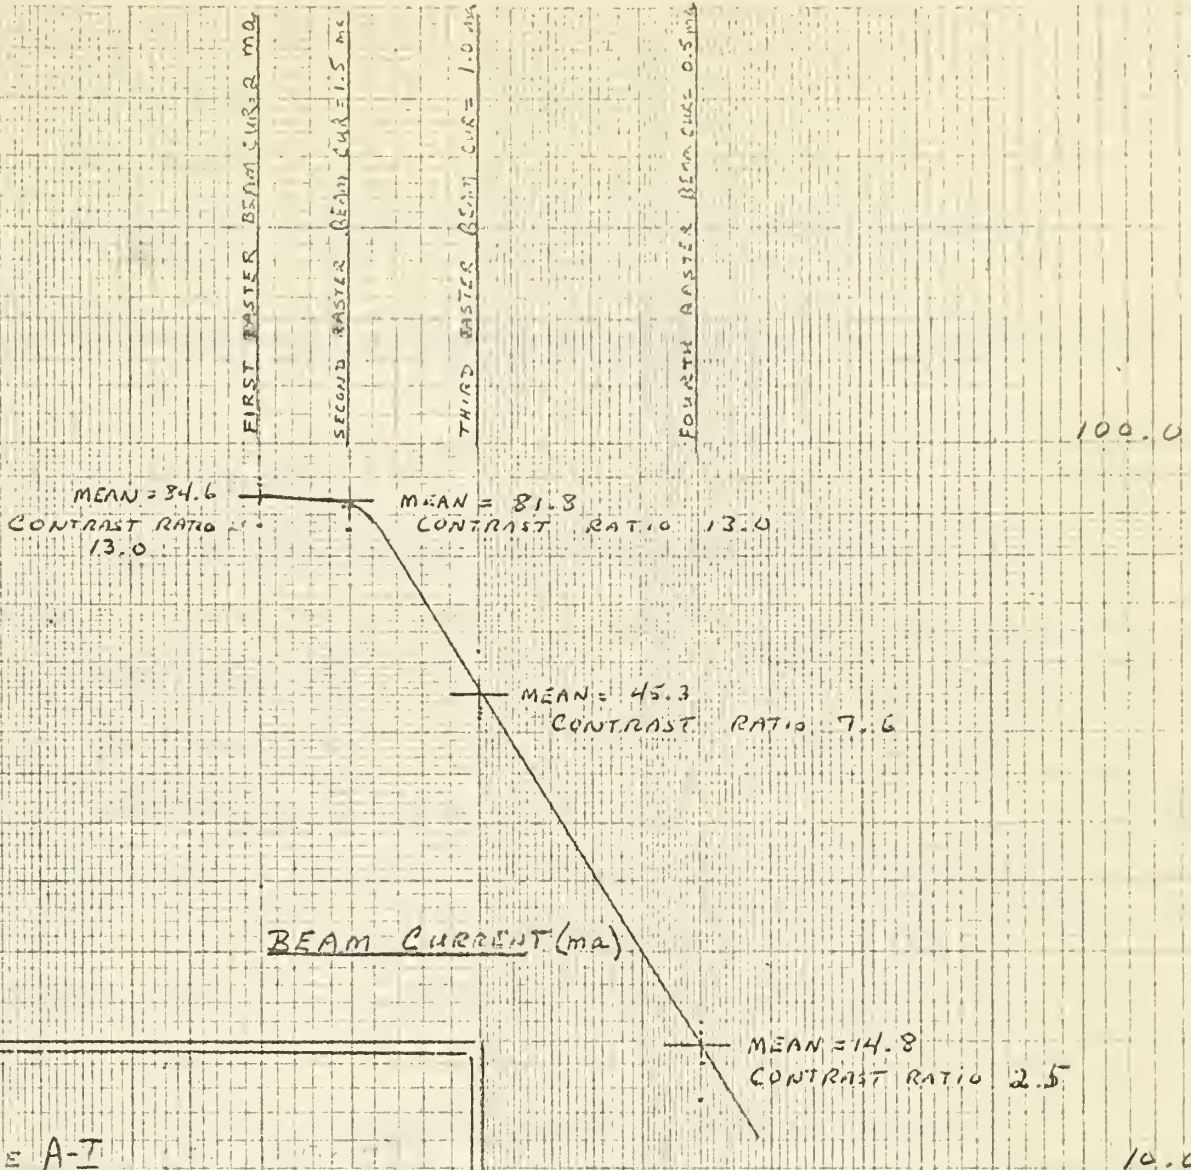 FIRST RASTER BEAM CUR=2 ma
SECOND RASTER BEAM CUR=1.5 ma
THIRD RASTER BEAM CUR=1.0 ma
FOURTH RASTER BEAM CUR=0.5 ma
100.0
MEAN = 84.6
CONTRAST RATIO
13.0
MEAN = 81.8
CONTRAST RATIO 13.0
MEAN = 45.3
CONTRAST RATIO 7.6
BEAM CURRENT (ma)
MEAN = 14.8
CONTRAST RATIO 2.5
E A-I
10.0